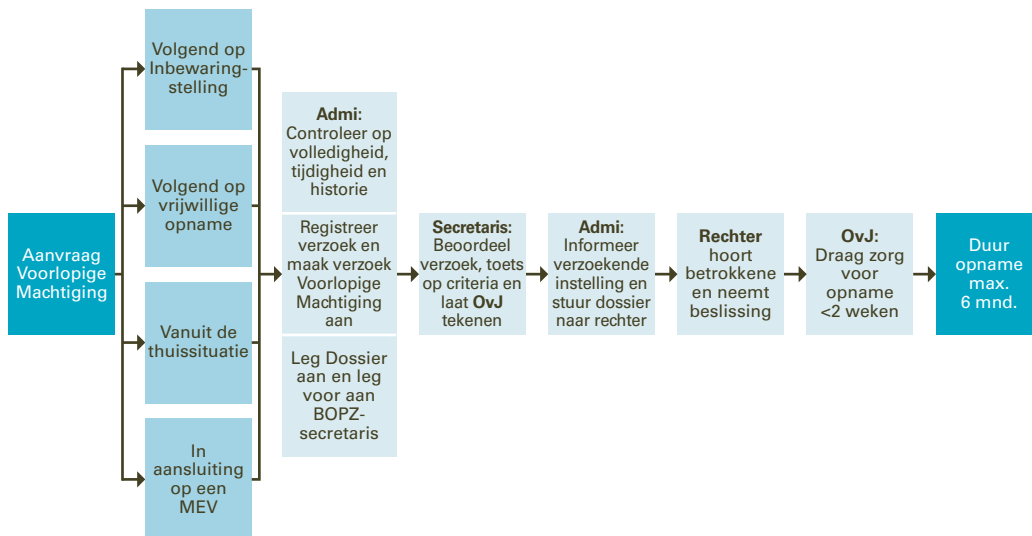 Aanvraag
Voorlopige
Machtiging
Volgend op
Inbewaring-
stelling
Volgend op
vrijwillige
opname
Vanuit de
thuissituatie
In
aansluiting
op een
MEV
Admi:
Controleer op
volledigheid,
tijdigheid en
historie
Registreer
verzoek en
maak verzoek
Voorlopige
Machtiging
aan
Leg Dossier
aan en leg
voor aan
BOPZ-
secretaris
Secretaris:
Beoordeel
verzoek, toets
op criteria en
laat OvJ
tekenen
Admi:
Informeer
verzoekende
instelling en
stuur dossier
naar rechter
Rechter
hoort
betrokkene
en neemt
beslissing
OvJ:
Draag zorg
voor
opname
<2 weken
Duur
opname
max.
6 mnd.